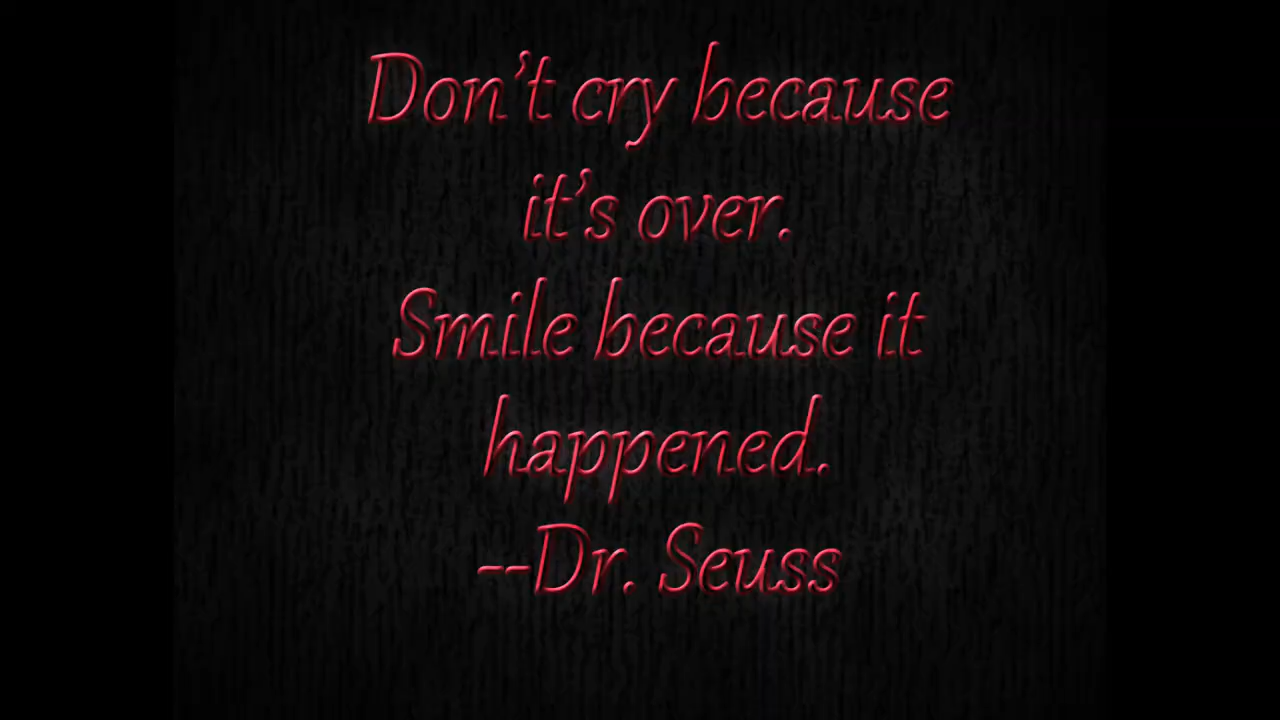 Don’t cry because
it’s over.
Smile because it
happened.
--Dr. Seuss